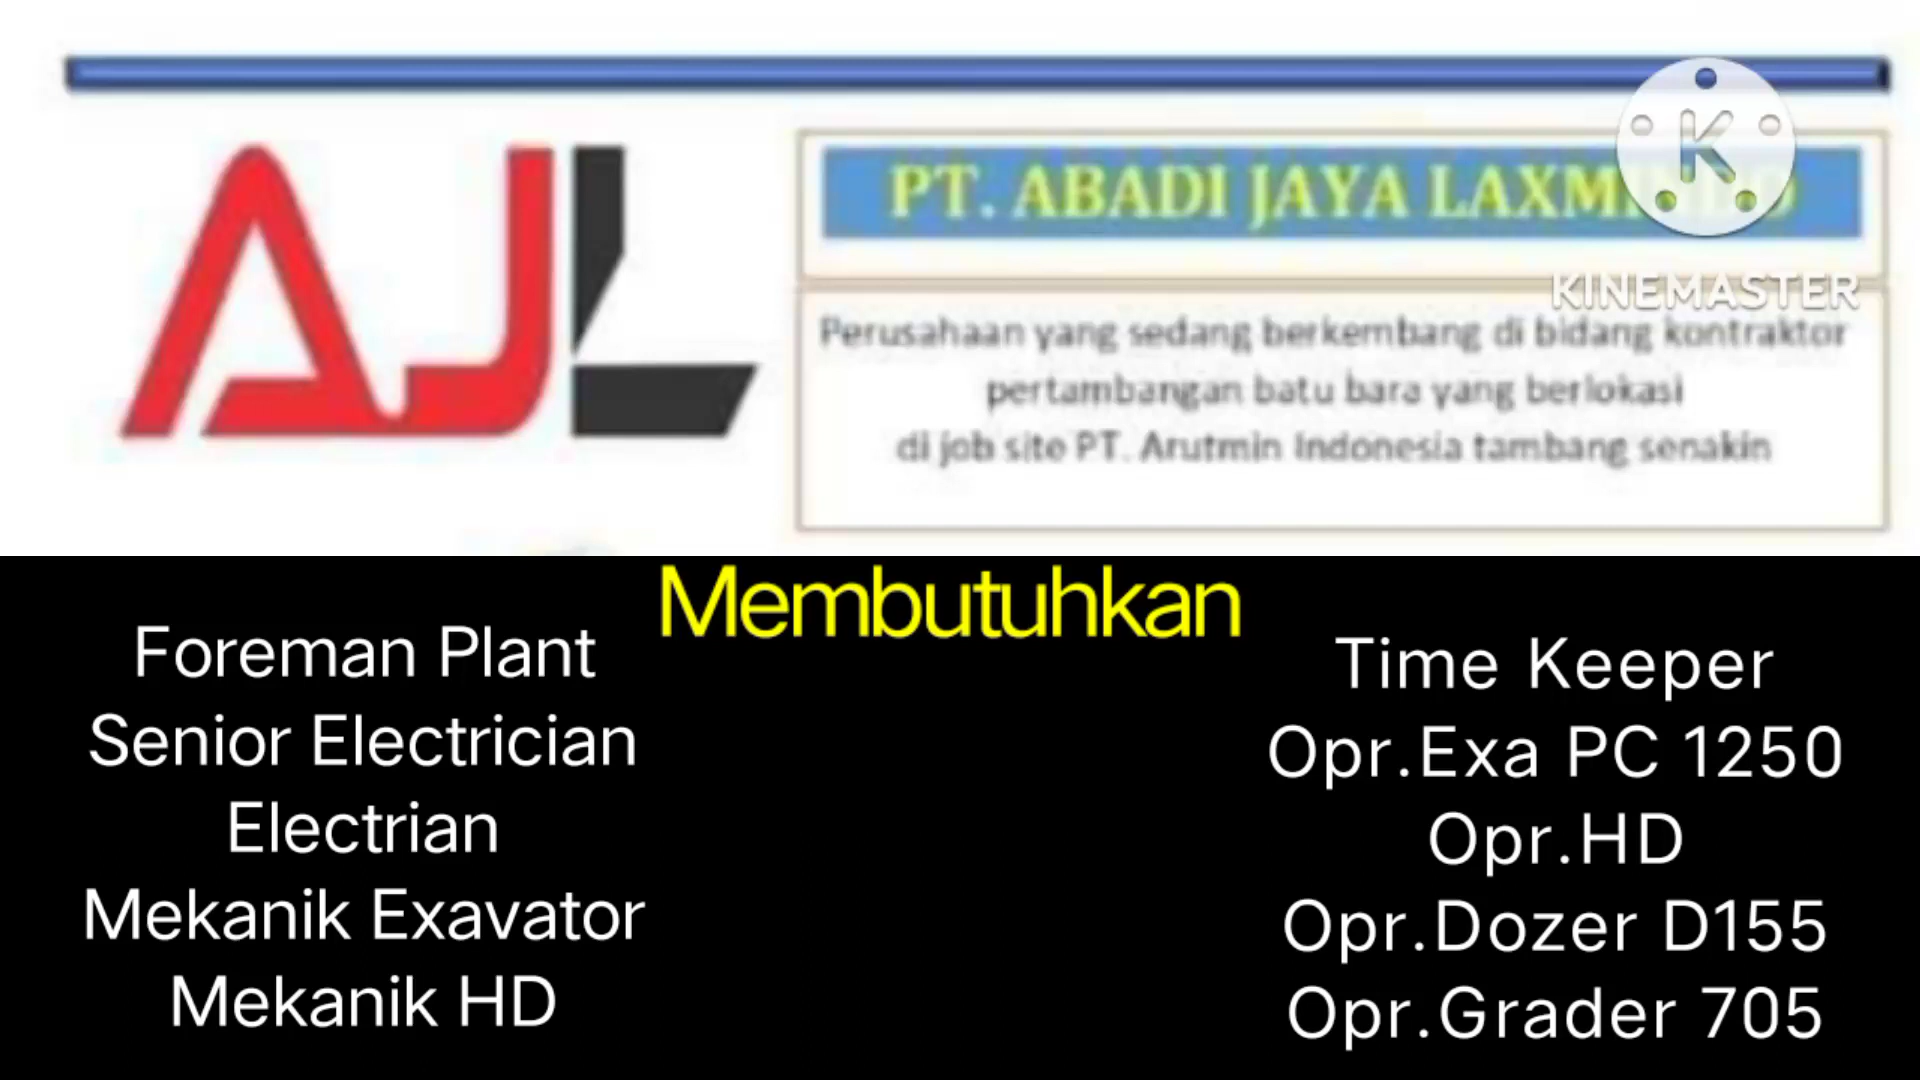 AJL
PT. ABADI JAYA LAXMINDO
K
KINEMASTER
Perusahaan yang sedang berkembang di bidang kontraktor
pertambangan batu bara yang berlokasi
di job site PT. Arutmin Indonesia tambang senakin
Membutuhkan
Foreman Plant
Senior Electrician
Electrian
Mekanik Exavator
Mekanik HD
Time Keeper
Opr.Exa PC 1250
Opr.HD
Opr.Dozer D155
Opr.Grader 705